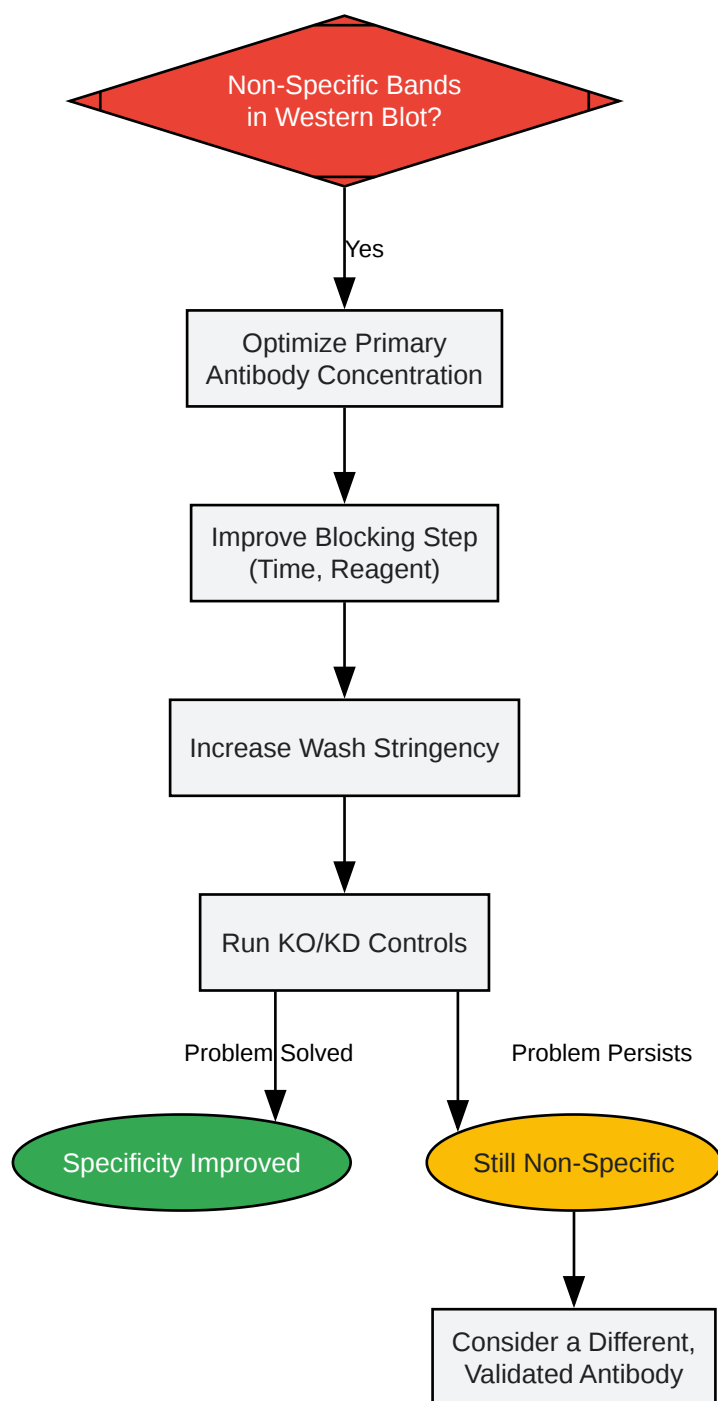 Non-Specific Bands
in Western Blot?
Yes
Optimize Primary
Antibody Concentration
Improve Blocking Step
(Time, Reagent)
Increase Wash Stringency
Run KO/KD Controls
Problem Solved
Problem Persists
Specificity Improved
Still Non-Specific
Consider a Different,
Validated Antibody